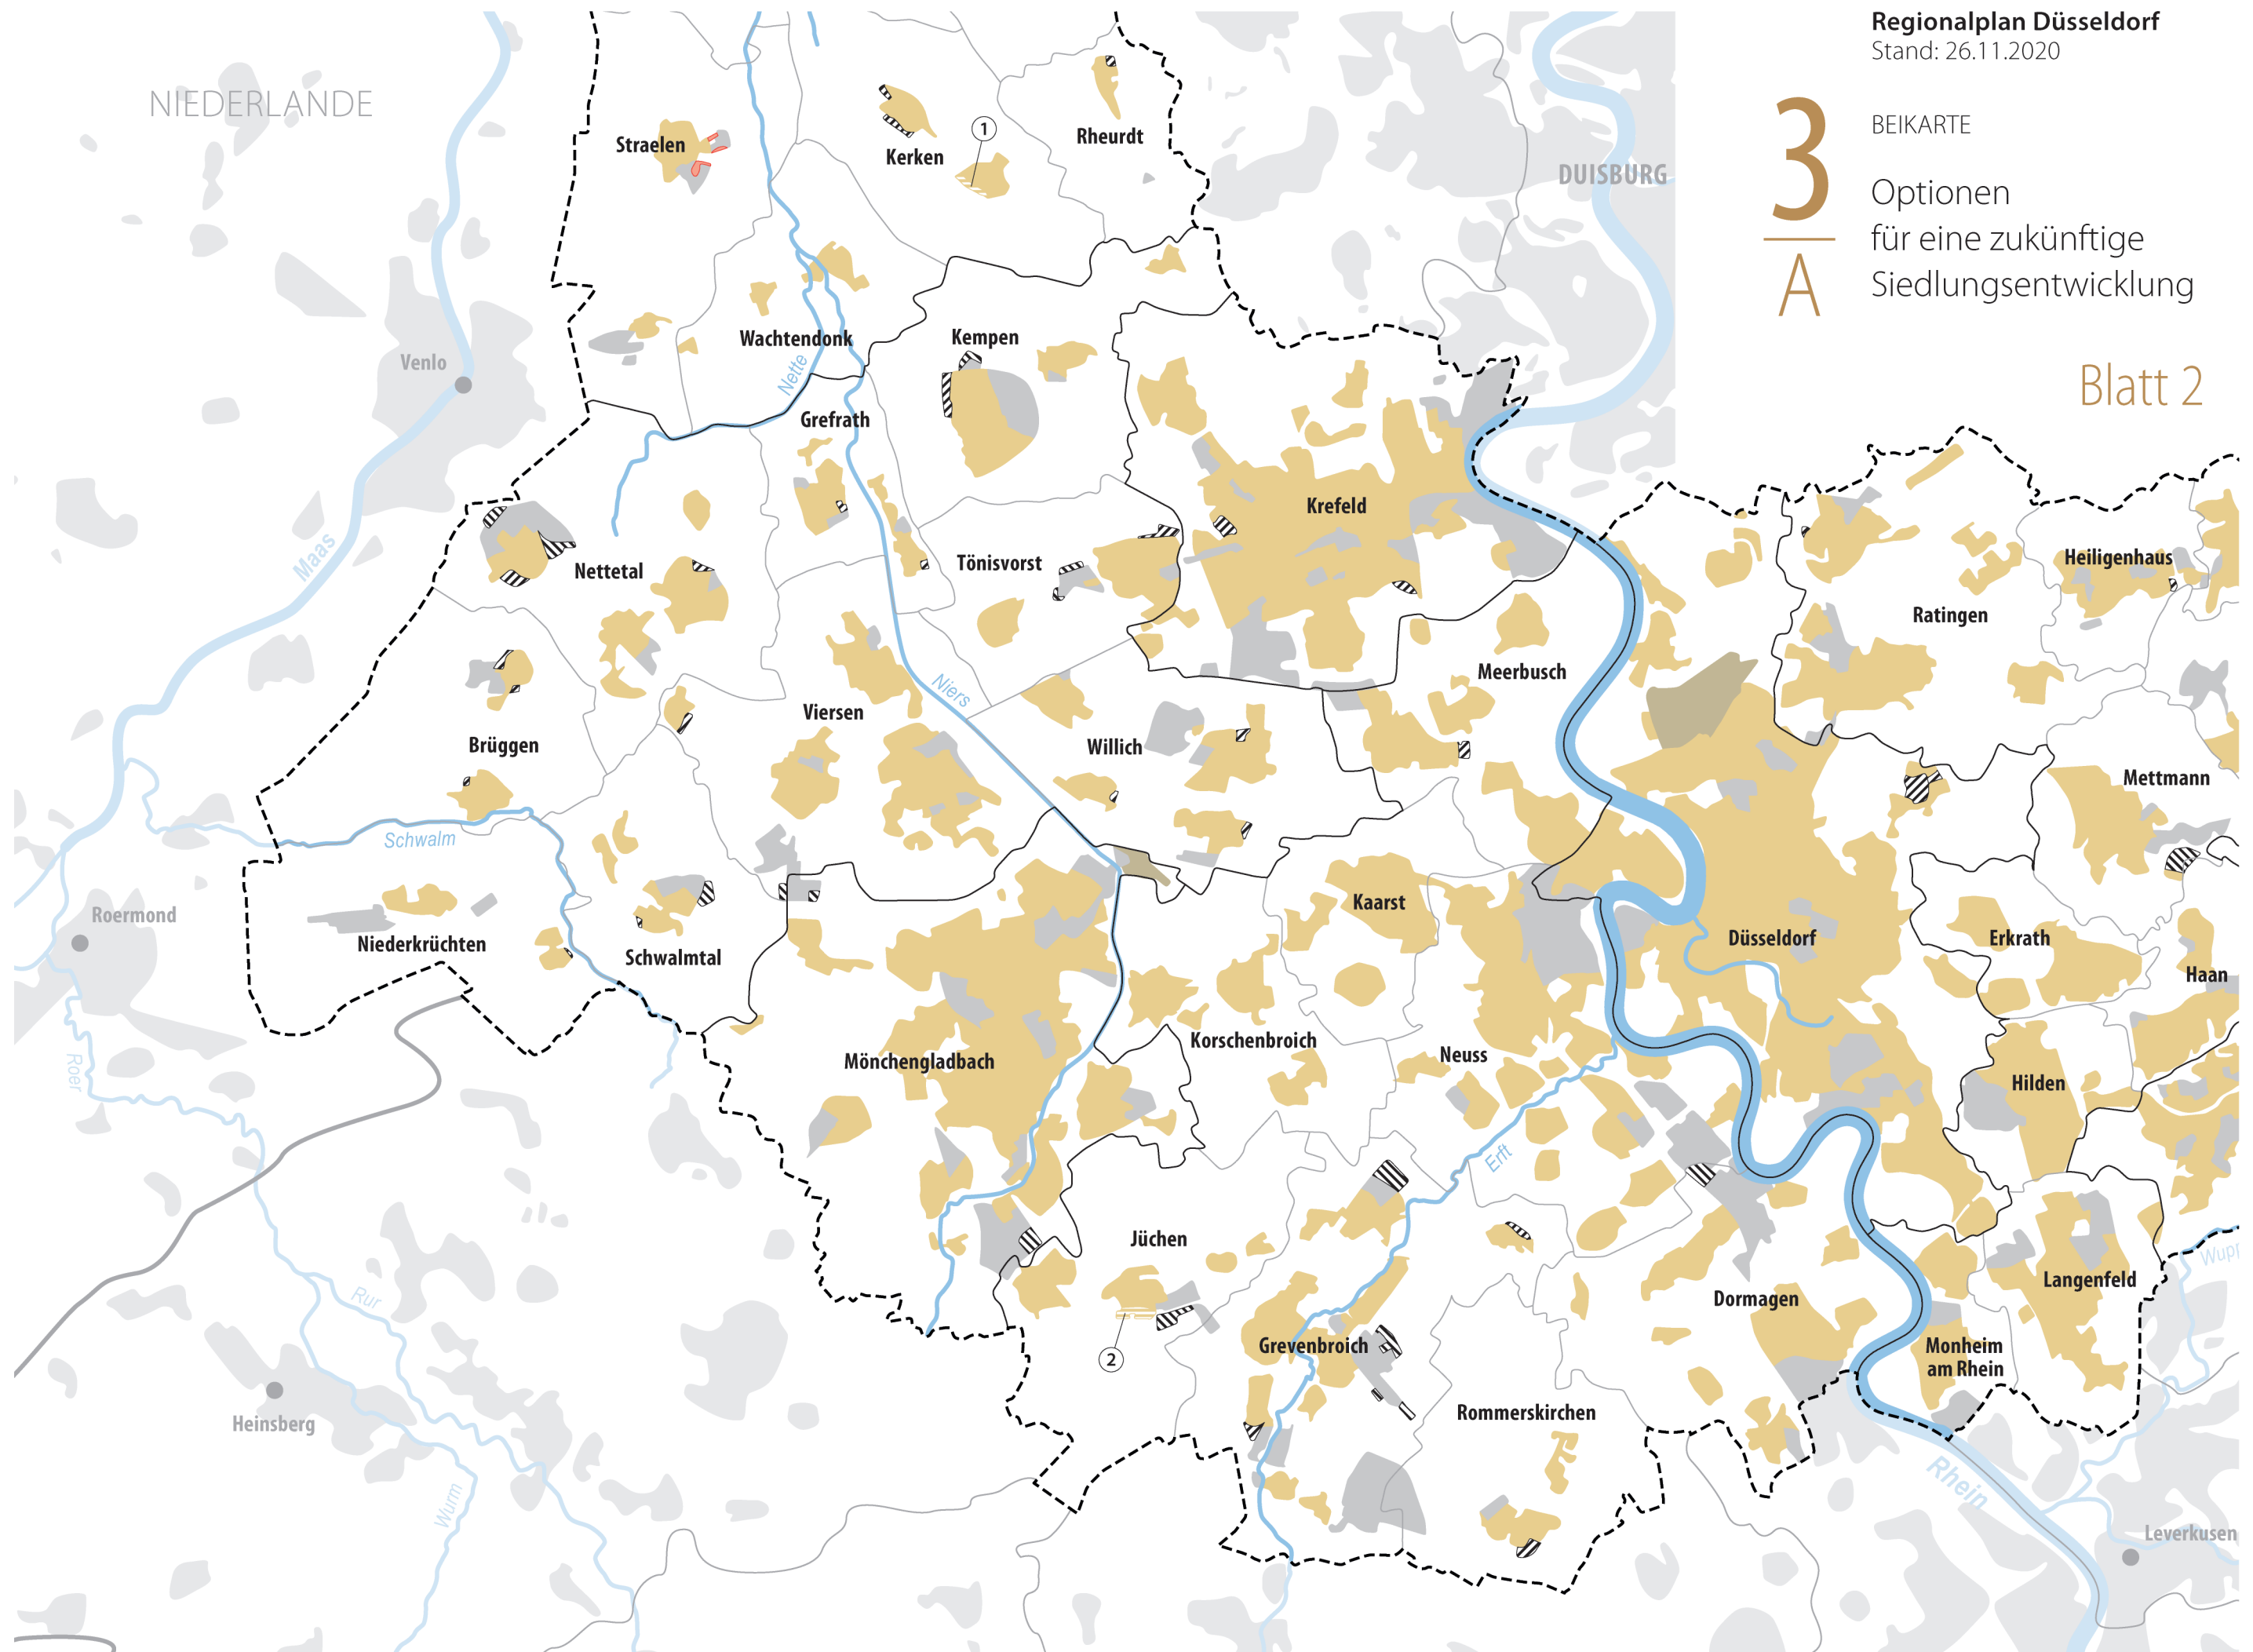 Regionalplan Düsseldorf
Stand: 26.11.2020
3
A
BEIKARTE
Optionen
für eine zukünftige
Siedlungsentwicklung
Blatt 2
NIEDERLANDE
Straelen
Kerken
1
Rheurdt
DUISBURG
Venlo
Wachtendonk
Nette
Kempen
Grefrath
Krefeld
Maas
Nettetal
Tönisvorst
Heiligenhaus
Ratingen
Meerbusch
Niers
Viersen
Brüggen
Willich
Mettmann
Schwalm
Roermond
Niederkrüchten
Schwalmtal
Kaarst
Düsseldorf
Erkrath
Haan
Roer
Mönchengladbach
Korschenbroich
Neuss
Hilden
Erft
Jüchen
Rur
2
Grevenbroich
Dormagen
Langenfeld
Monheim
am Rhein
Heinsberg
Rommerskirchen
Wurm
Rhein
Leverkusen